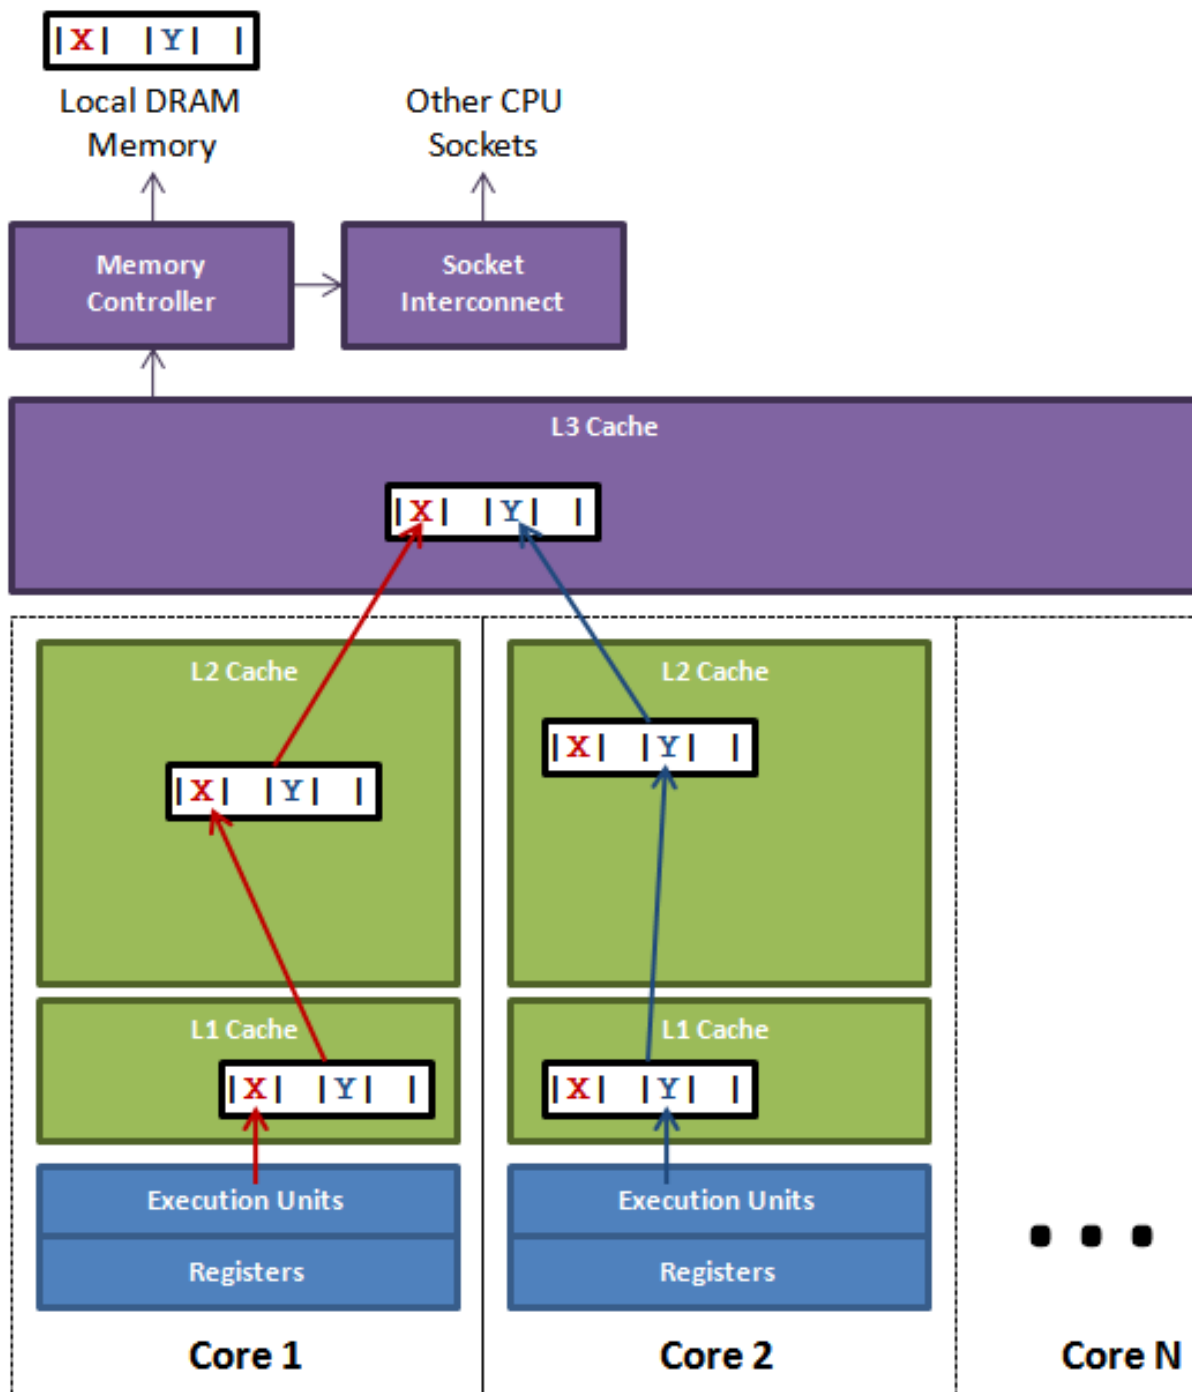 |X| |Y| |
Local DRAM
Memory
Other CPU
Sockets
Memory
Controller
Socket
Interconnect
L3 Cache
|X| |Y| |
L2 Cache
|X| |Y| |
L1 Cache
|X| |Y| |
Execution Units
Registers
Core 1
L2 Cache
|X| |Y| |
L1 Cache
|X| |Y| |
Execution Units
Registers
Core 2
...
Core N